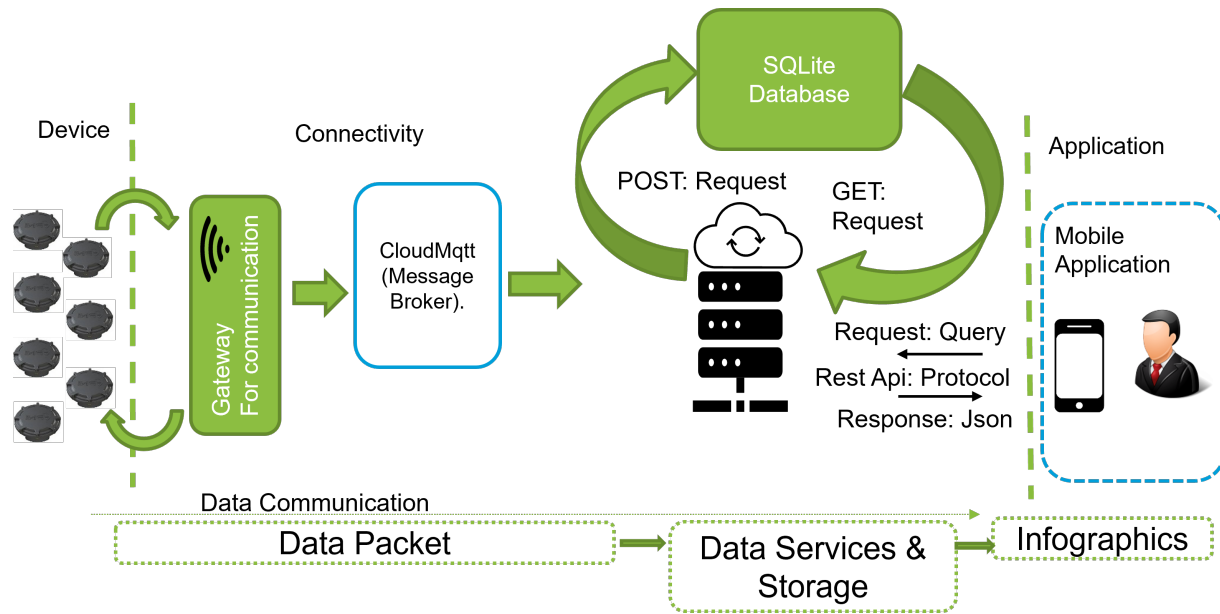 Device
Connectivity
SQLite
Database
Application
POST: Request
GET:
Request
Gateway
For communication
CloudMqtt
(Message
Broker).
Mobile
Application
Request: Query
Rest Api: Protocol
Response: Json
Data Communication
Data Packet
Data Services &
Storage
Infographics